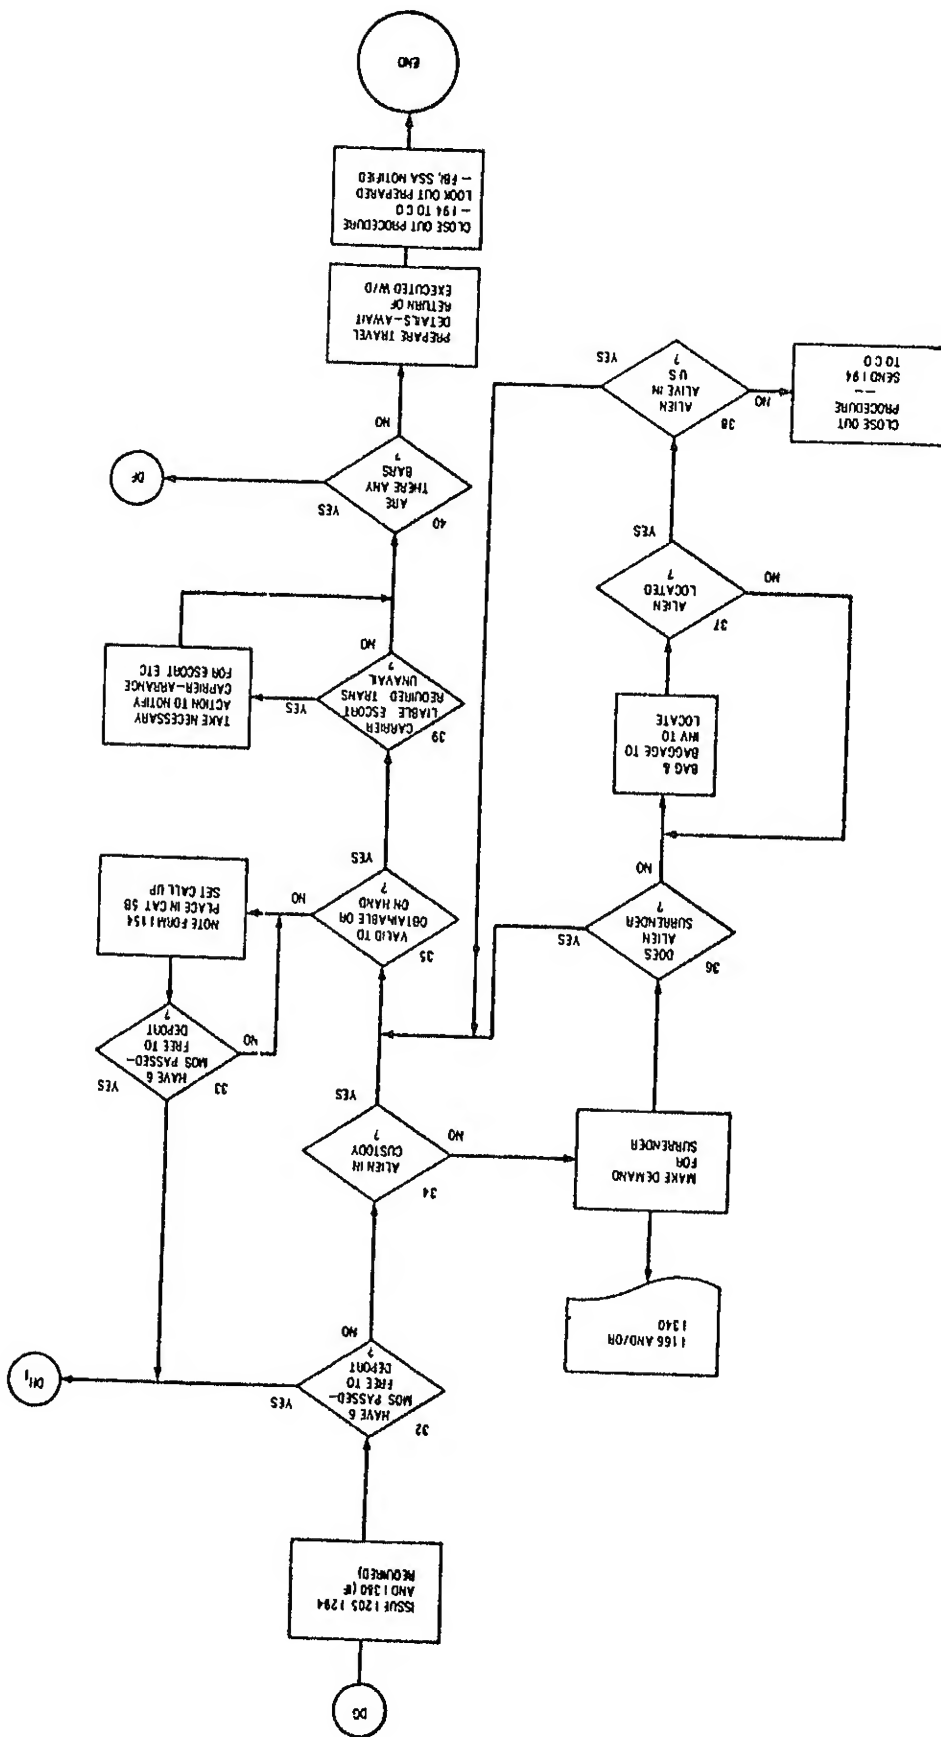 DG
ISSUE I 205 I 294
AND I 380 (IF
REQUIRED)
32
HAVE 6
MOS PASSED-
FREE TO
DEPORT
?
YES
NO
DH1
34
ALIEN IN
CUSTODY
?
NO
YES
MAKE DEMAND
FOR
SURRENDER
I 166 AND/OR
I 340
36
DOES
ALIEN
SURRENDER
?
YES
NO
BAG &
BAGGAGE TO
INV TO
LOCATE
37
ALIEN
LOCATED
?
NO
YES
38
ALIEN
ALIVE IN
U S
?
YES
NO
CLOSE OUT
PROCEDURE
--
SEND I 94
TO C O
35
VALID TO
OBTAINABLE OR
ON HAND
?
NO
YES
NOTE FORM I 154
PLACE IN CAT 5B
SET CALL UP
33
HAVE 6
MOS PASSED-
FREE TO
DEPORT
?
NO
YES
39
CARRIER
LIABLE ESCORT
REQUIRED TRANS
UNAVAIL
?
YES
NO
TAKE NECESSARY
ACTION TO NOTIFY
CARRIER-ARRANGE
FOR ESCORT ETC
40
ARE
THERE ANY
BARS
?
YES
NO
DF
PREPARE TRAVEL
DETAILS-AWAIT
RETURN OF
EXECUTED W/D
CLOSE OUT PROCEDURE
- I 94 TO C O
LOOK OUT PREPARED
- FBI, SSA NOTIFIED
END